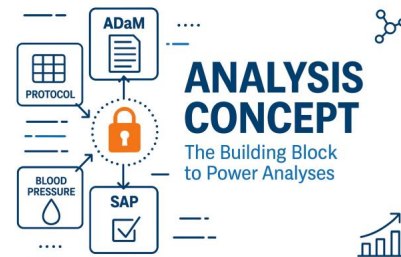 ADaM
PROTOCOL
BLOOD
PRESSURE
SAP
ANALYSIS
CONCEPT
The Building Block
to Power Analyses